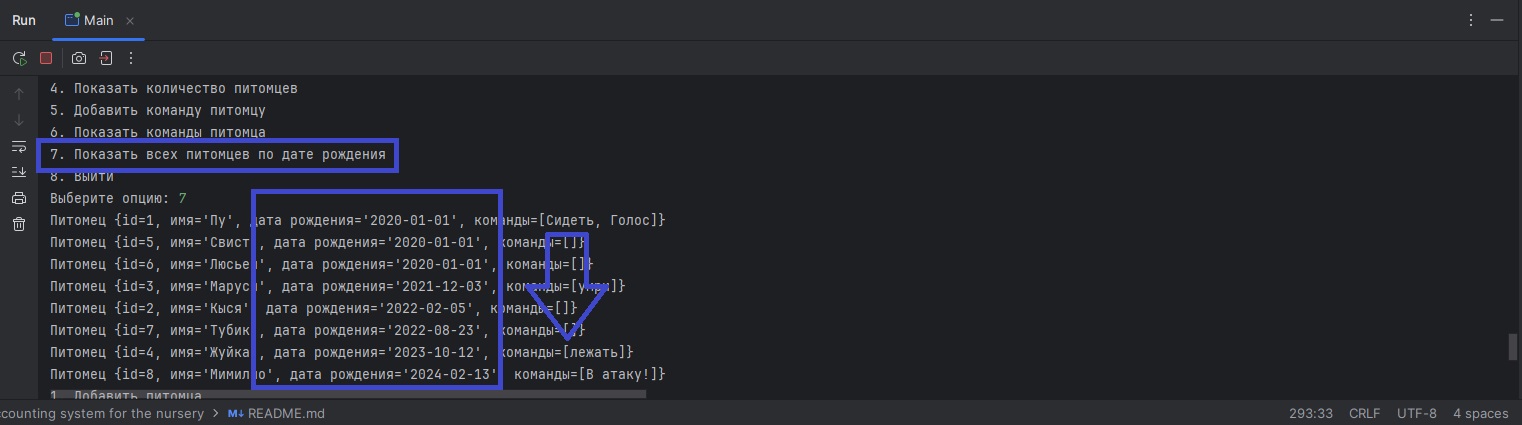 Run Main
4. Показать количество питомцев
5. Добавить команду питомцу
6. Показать команды питомца
7. Показать всех питомцев по дате рождения
8. Выйти
Выберите опцию: 7
Питомец {id=1, имя='Пу', дата рождения='2020-01-01', команды=[Сидеть, Голос]}
Питомец {id=5, имя='Свист', дата рождения='2020-01-01', команды=[]}
Питомец {id=6, имя='Люсьен', дата рождения='2020-01-01', команды=[]}
Питомец {id=3, имя='Маруся', дата рождения='2021-12-03', команды=[умри]}
Питомец {id=2, имя='Кыся', дата рождения='2022-02-05', команды=[]}
Питомец {id=7, имя='Тубик', дата рождения='2022-08-23', команды=[]}
Питомец {id=4, имя='Жуйка', дата рождения='2023-10-12', команды=[лежать]}
Питомец {id=8, дата рождения='2024-02-13', команды=[В атаку!]}
1. Добавить питомца
counting system for the nursery > M↓ README.md 293:33 CRLF UTF-8 4 spaces